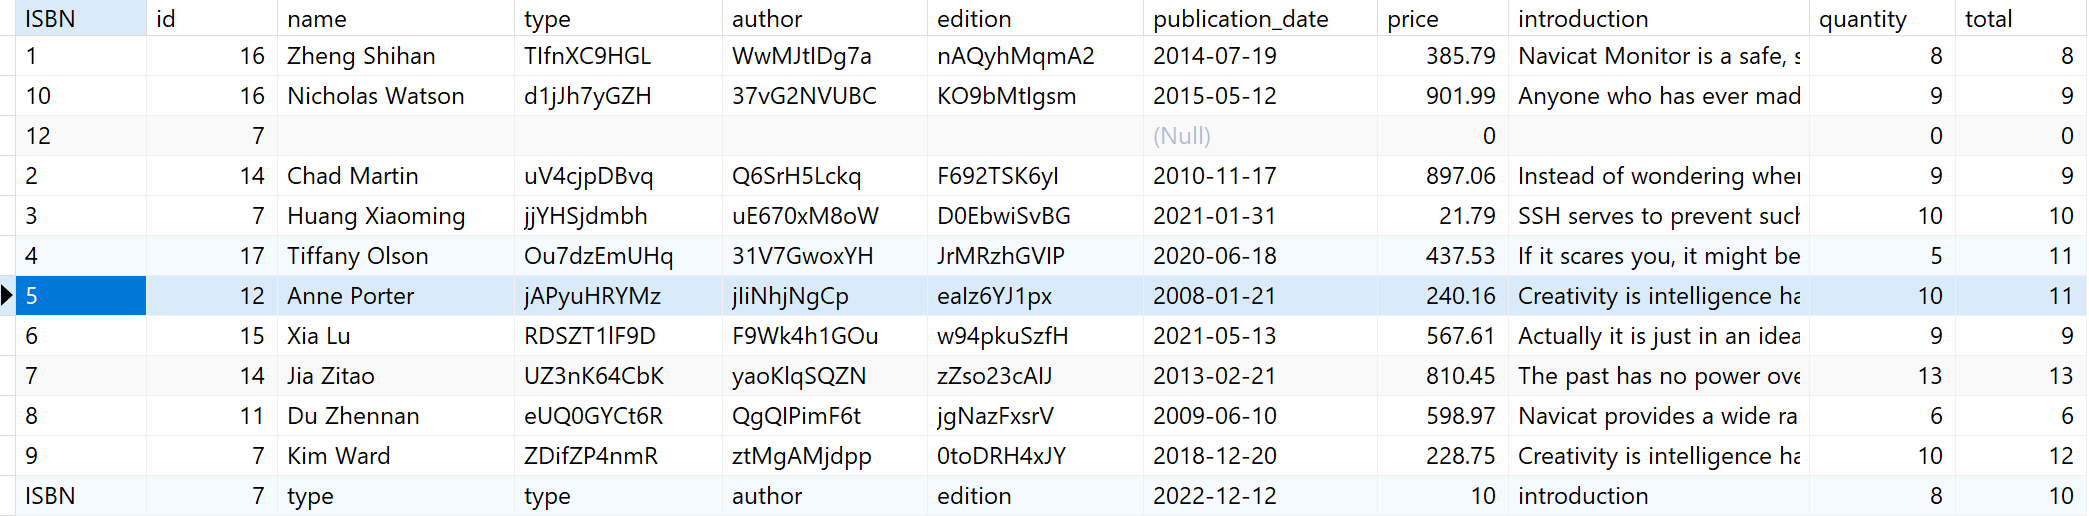 ISBN id name type author edition publication_date price introduction quantity total
1 16 Zheng Shihan TIfnXC9HGL WwMJtIDg7a nAQyhMqmA2 2014-07-19 385.79 Navicat Monitor is a safe, s 8 8
10 16 Nicholas Watson d1jJh7yGZH 37vG2NVUBC KO9bMtIgsm 2015-05-12 901.99 Anyone who has ever mad 9 9
12 7 (Null) 0 0 0
2 14 Chad Martin uV4cjpDBvq Q6SrH5Lckq F692TSK6yI 2010-11-17 897.06 Instead of wondering when 9 9
3 7 Huang Xiaoming jjYHSjdmbh uE670xM8oW D0EbwiSvBG 2021-01-31 21.79 SSH serves to prevent such 10 10
4 17 Tiffany Olson Ou7dzEmUHq 31V7GwoxYH JrMRzhGVIP 2020-06-18 437.53 If it scares you, it might be 5 11
5 12 Anne Porter jAPyuHRYMz jIiNhjNgCp eaIz6YJ1px 2008-01-21 240.16 Creativity is intelligence ha 10 11
6 15 Xia Lu RDSZT1lF9D F9Wk4h1GOu w94pkuSzfH 2021-05-13 567.61 Actually it is just in an idea 9 9
7 14 Jia Zitao UZ3nK64CbK yaoKlqSQZN zZso23cAIJ 2013-02-21 810.45 The past has no power ove 13 13
8 11 Du Zhennan eUQ0GYCt6R QgQIPimF6t jgNazFxsrV 2009-06-10 598.97 Navicat provides a wide ra 6 6
9 7 Kim Ward ZDifZP4nmR ztMgAMjdpp 0toDRH4xJY 2018-12-20 228.75 Creativity is intelligence ha 10 12
ISBN 7 type type author edition 2022-12-12 10 introduction 8 10